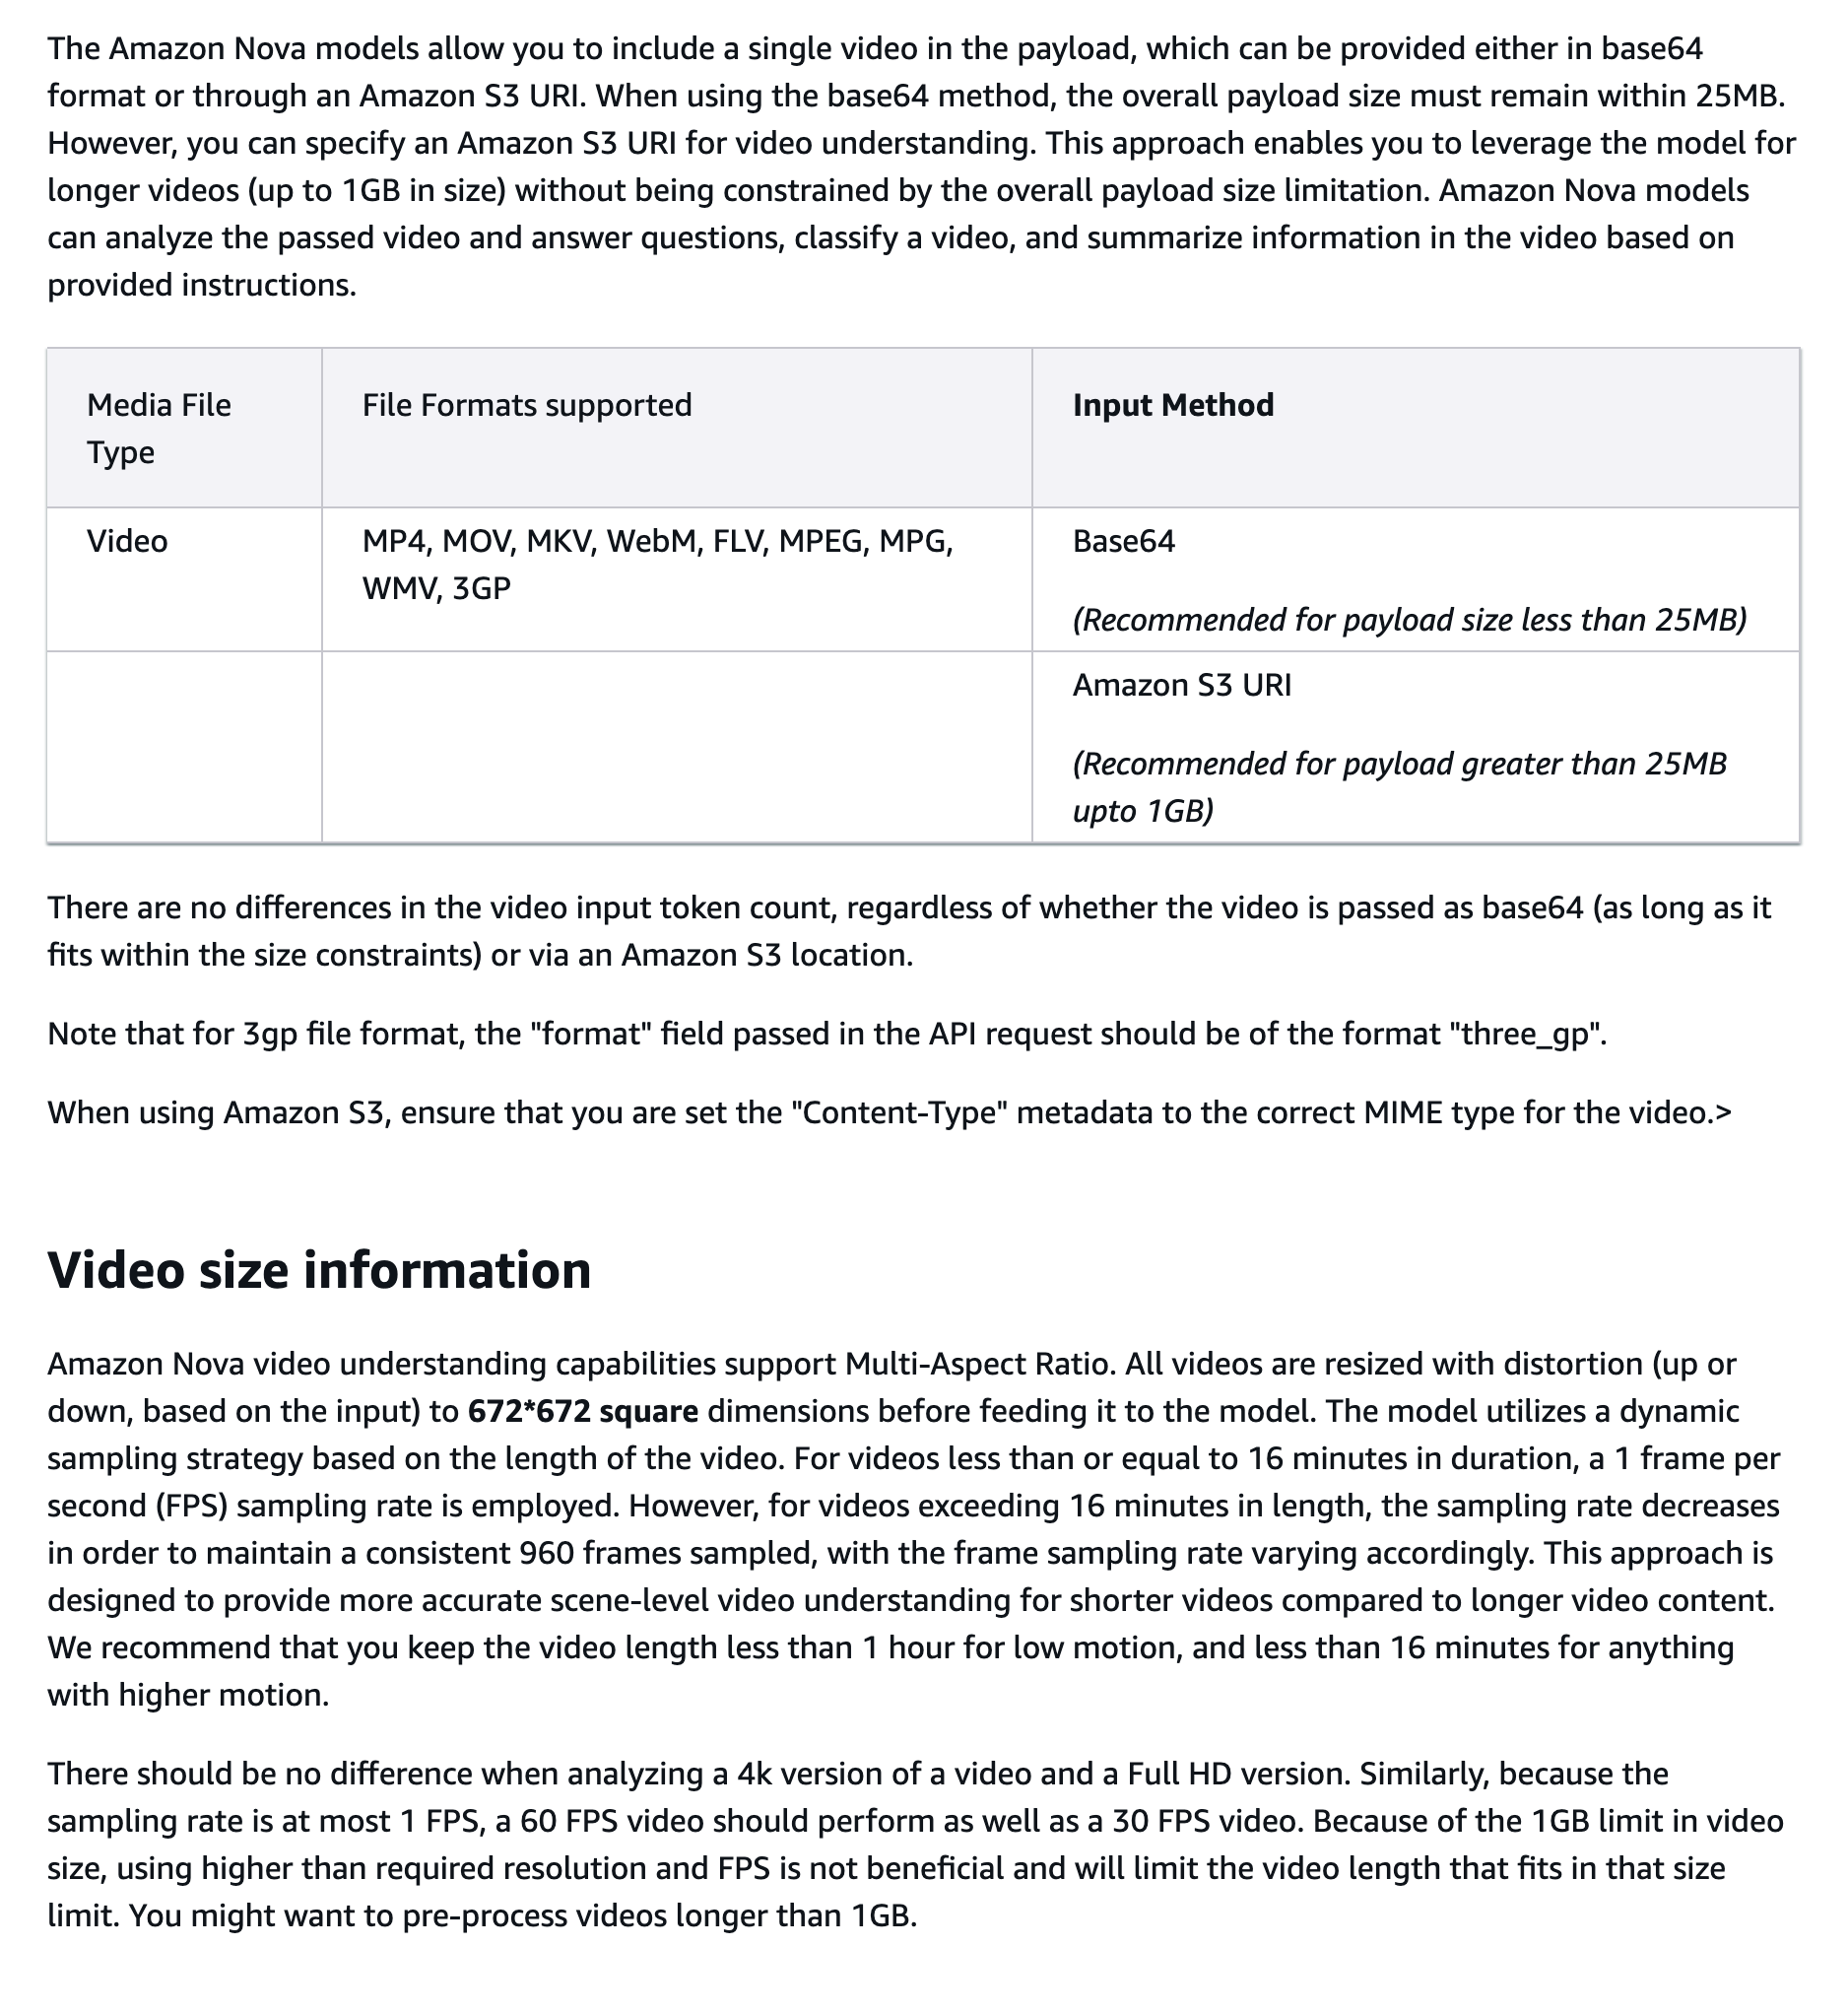 The Amazon Nova models allow you to include a single video in the payload, which can be provided either in base64
format or through an Amazon S3 URI. When using the base64 method, the overall payload size must remain within 25MB.
However, you can specify an Amazon S3 URI for video understanding. This approach enables you to leverage the model for
longer videos (up to 1GB in size) without being constrained by the overall payload size limitation. Amazon Nova models
can analyze the passed video and answer questions, classify a video, and summarize information in the video based on
provided instructions.
Media File
Type
File Formats supported
Input Method
Video
MP4, MOV, MKV, WebM, FLV, MPEG, MPG,
WMV, 3GP
Base64
(Recommended for payload size less than 25MB)
Amazon S3 URI
(Recommended for payload greater than 25MB
upto 1GB)
There are no differences in the video input token count, regardless of whether the video is passed as base64 (as long as it
fits within the size constraints) or via an Amazon S3 location.
Note that for 3gp file format, the "format" field passed in the API request should be of the format "three_gp".
When using Amazon S3, ensure that you are set the "Content-Type" metadata to the correct MIME type for the video.>
Video size information
Amazon Nova video understanding capabilities support Multi-Aspect Ratio. All videos are resized with distortion (up or
down, based on the input) to 672*672 square dimensions before feeding it to the model. The model utilizes a dynamic
sampling strategy based on the length of the video. For videos less than or equal to 16 minutes in duration, a 1 frame per
second (FPS) sampling rate is employed. However, for videos exceeding 16 minutes in length, the sampling rate decreases
in order to maintain a consistent 960 frames sampled, with the frame sampling rate varying accordingly. This approach is
designed to provide more accurate scene-level video understanding for shorter videos compared to longer video content.
We recommend that you keep the video length less than 1 hour for low motion, and less than 16 minutes for anything
with higher motion.
There should be no difference when analyzing a 4k version of a video and a Full HD version. Similarly, because the
sampling rate is at most 1 FPS, a 60 FPS video should perform as well as a 30 FPS video. Because of the 1GB limit in video
size, using higher than required resolution and FPS is not beneficial and will limit the video length that fits in that size
limit. You might want to pre-process videos longer than 1GB.